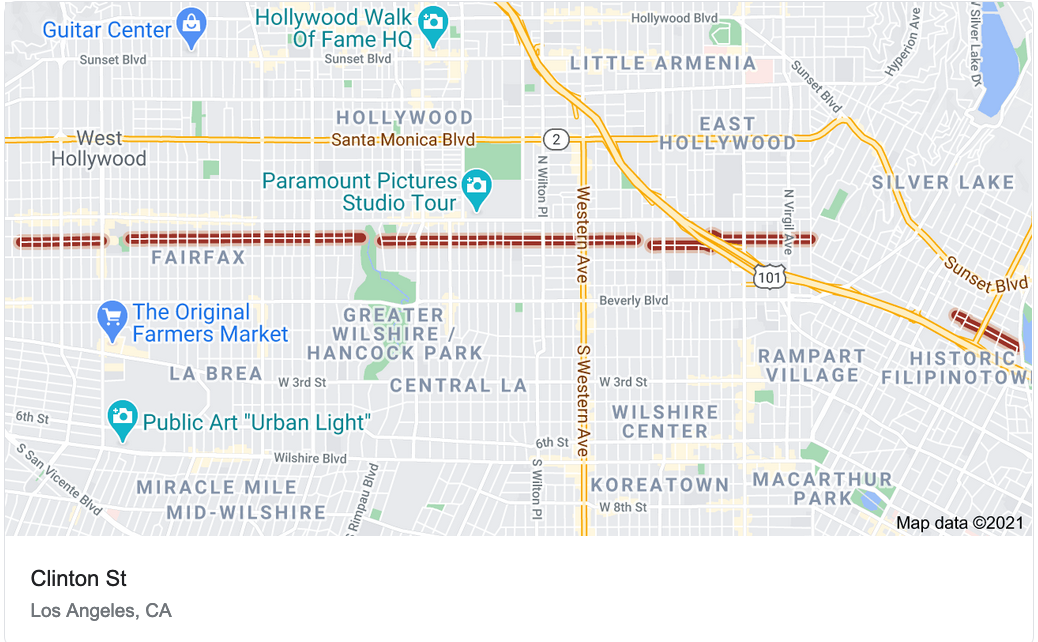 Hollywood Walk
Of Fame HQ
Hollywood Blvd
Hyperion Ave
Silver Lake Dr
Guitar Center
Sunset Blvd
Sunset Blvd
Sunset Blvd
LITTLE ARMENIA
HOLLYWOOD
EAST
HOLLYWOOD
West
Hollywood
Santa Monica Blvd
2
Paramount Pictures
Studio Tour
N Wilton Pl
Western Ave
N Virgil Ave
SILVER LAKE
FAIRFAX
101
Sunset Blvd
Beverly Blvd
The Original
Farmers Market
GREATER
WILSHIRE /
HANCOCK PARK
LA BREA
W 3rd St
CENTRAL LA
S Western Ave
W 3rd St
RAMPART
VILLAGE
HISTORIC
FILIPINOTOWN
6th St
Public Art "Urban Light"
WILSHIRE
CENTER
6th St
Wilshire Blvd
S San Vicente Blvd
MIRACLE MILE
MID-WILSHIRE
S Rimpau Blvd
S Wilton Pl
KOREATOWN
W 8th St
MACARTHUR
PARK
Map data ©2021
Clinton St
Los Angeles, CA